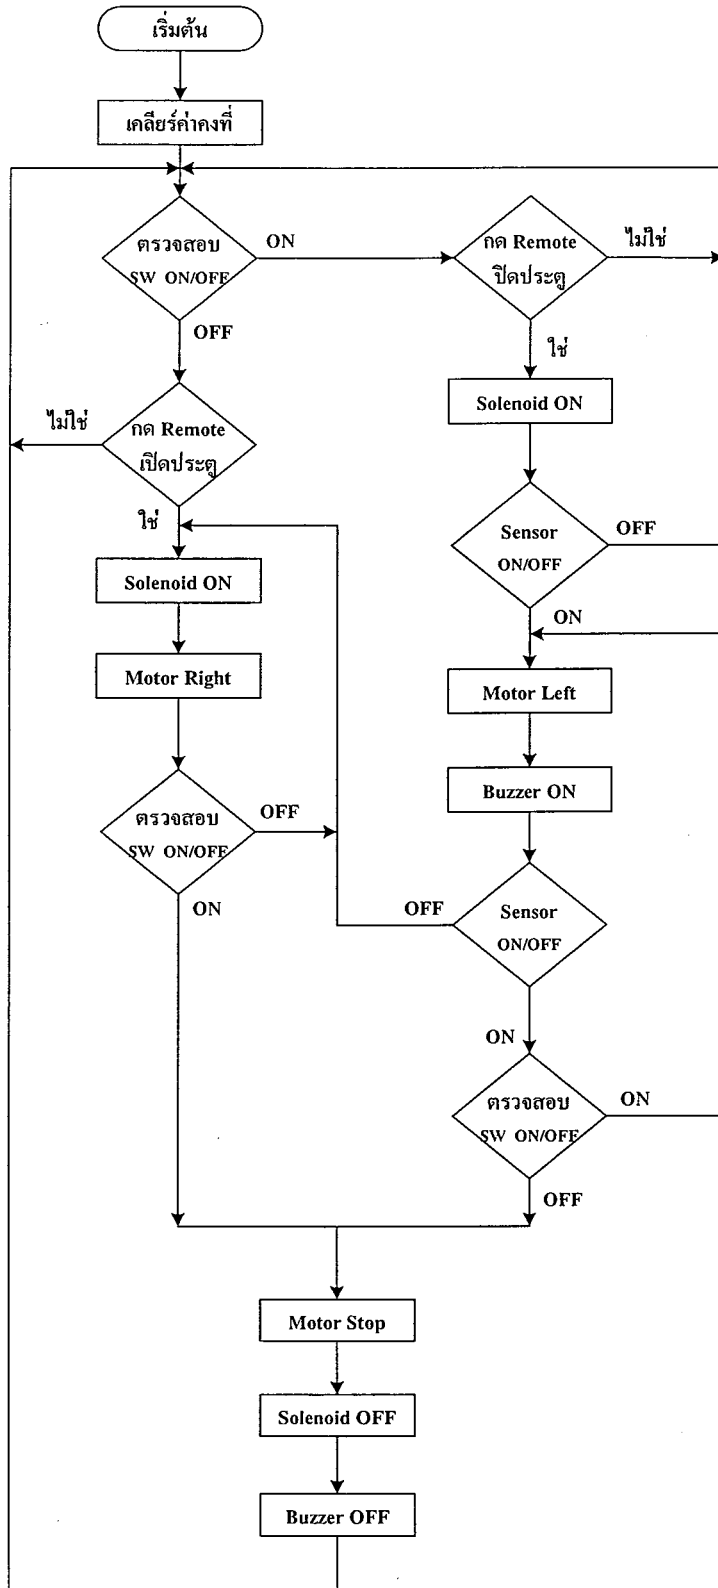 เริ่มต้น
เคลียร์ค่าคงที่
ตรวจสอบ
SW ON/OFF
ON
กด Remote
ปิดประตู
ไม่ใช่
OFF
ใช่
Solenoid ON
ไม่ใช่
กด Remote
เปิดประตู
ใช่
Sensor
ON/OFF
OFF
Solenoid ON
ON
Motor Right
Motor Left
Buzzer ON
ตรวจสอบ
SW ON/OFF
OFF
ON
OFF
Sensor
ON/OFF
ON
ตรวจสอบ
SW ON/OFF
ON
OFF
Motor Stop
Solenoid OFF
Buzzer OFF